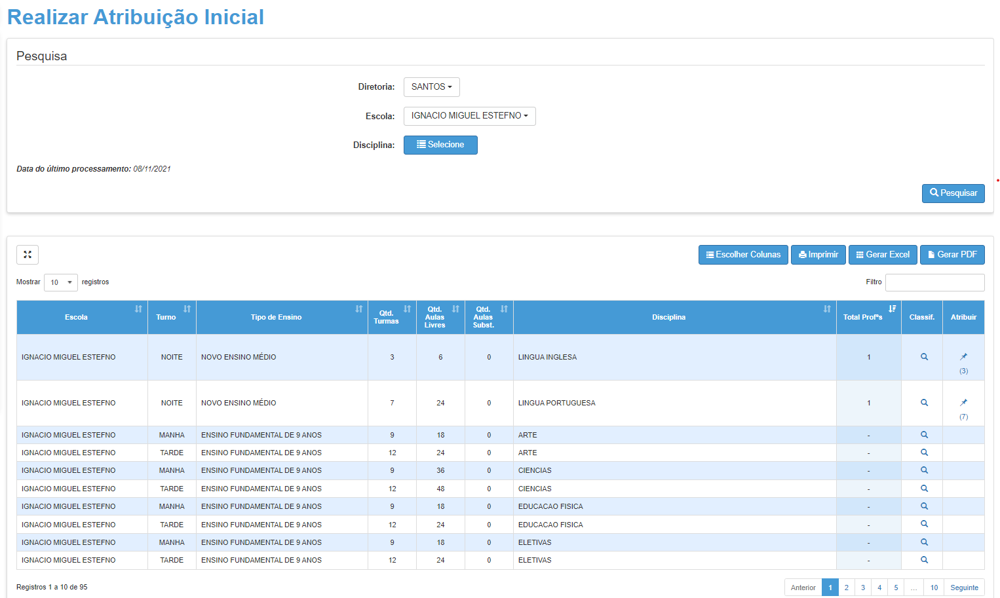 Realizar Atribuição Inicial
Pesquisa
Diretoria: SANTOS
Escola: IGNACIO MIGUEL ESTEFNO
Disciplina: Selecione
Data do último processamento: 08/11/2021
Pesquisar
Escolher Colunas Imprimir Gerar Excel Gerar PDF
Mostrar 10 registros Filtro
Escola Turno Tipo de Ensino Qtd. Turmas Qtd. Aulas Livres Qtd. Aulas Subst. Disciplina Total Profºs Classif. Atribuir
IGNACIO MIGUEL ESTEFNO NOITE NOVO ENSINO MÉDIO 3 6 0 LINGUA INGLESA 1 (3)
IGNACIO MIGUEL ESTEFNO NOITE NOVO ENSINO MÉDIO 7 24 0 LINGUA PORTUGUESA 1 (7)
IGNACIO MIGUEL ESTEFNO MANHA ENSINO FUNDAMENTAL DE 9 ANOS 9 18 0 ARTE -
IGNACIO MIGUEL ESTEFNO TARDE ENSINO FUNDAMENTAL DE 9 ANOS 12 24 0 ARTE -
IGNACIO MIGUEL ESTEFNO MANHA ENSINO FUNDAMENTAL DE 9 ANOS 9 36 0 CIENCIAS -
IGNACIO MIGUEL ESTEFNO TARDE ENSINO FUNDAMENTAL DE 9 ANOS 12 48 0 CIENCIAS -
IGNACIO MIGUEL ESTEFNO MANHA ENSINO FUNDAMENTAL DE 9 ANOS 9 18 0 EDUCACAO FISICA -
IGNACIO MIGUEL ESTEFNO TARDE ENSINO FUNDAMENTAL DE 9 ANOS 12 24 0 EDUCACAO FISICA -
IGNACIO MIGUEL ESTEFNO MANHA ENSINO FUNDAMENTAL DE 9 ANOS 9 18 0 ELETIVAS -
IGNACIO MIGUEL ESTEFNO TARDE ENSINO FUNDAMENTAL DE 9 ANOS 12 24 0 ELETIVAS -
Registros 1 a 10 de 95 Anterior 1 2 3 4 5 ... 10 Seguinte